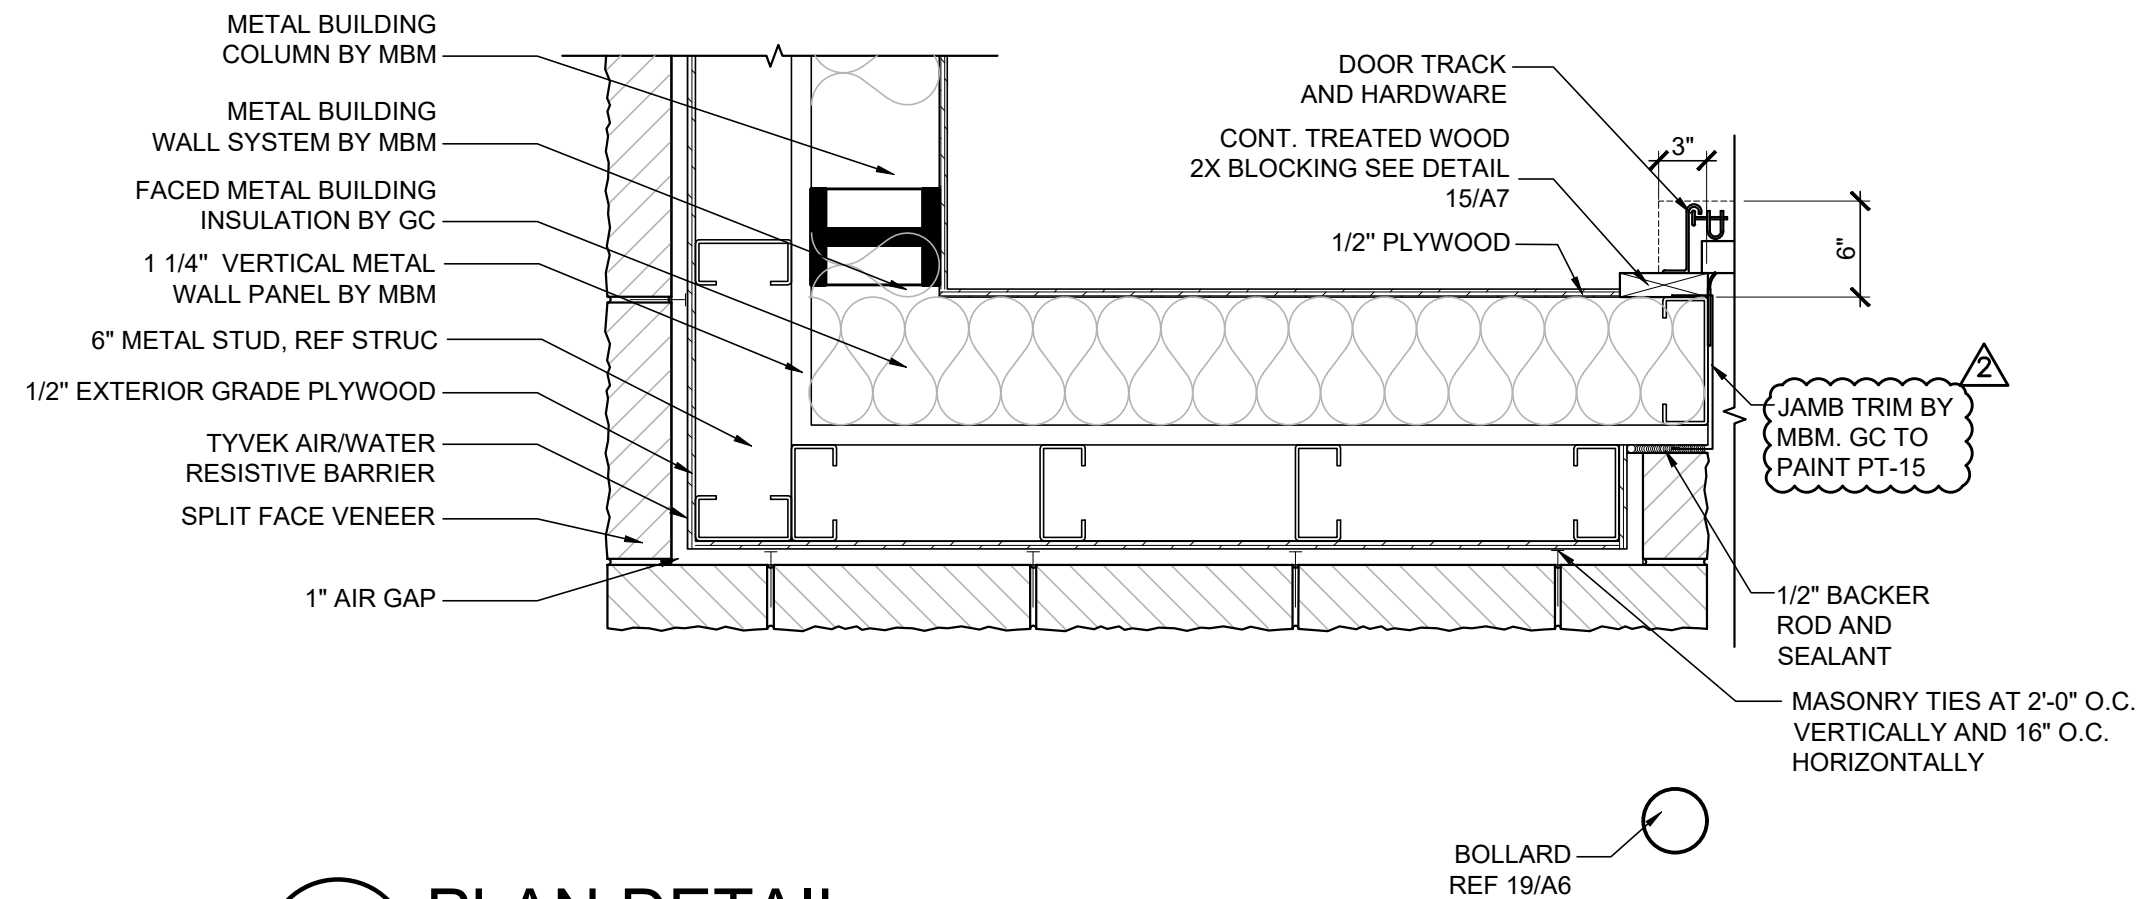 METAL BUILDING
COLUMN BY MBM
METAL BUILDING
WALL SYSTEM BY MBM
FACED METAL BUILDING
INSULATION BY GC
1 1/4" VERTICAL METAL
WALL PANEL BY MBM
6" METAL STUD, REF STRUC
1/2" EXTERIOR GRADE PLYWOOD
TYVEK AIR/WATER
RESISTIVE BARRIER
SPLIT FACE VENEER
1" AIR GAP
DOOR TRACK
AND HARDWARE
CONT. TREATED WOOD
2X BLOCKING SEE DETAIL
15/A7
1/2" PLYWOOD
3"
6"
2
JAMB TRIM BY
MBM. GC TO
PAINT PT-15
1/2" BACKER
ROD AND
SEALANT
MASONRY TIES AT 2'-0" O.C.
VERTICALLY AND 16" O.C.
HORIZONTALLY
BOLLARD
REF 19/A6
PLAN DETAIL